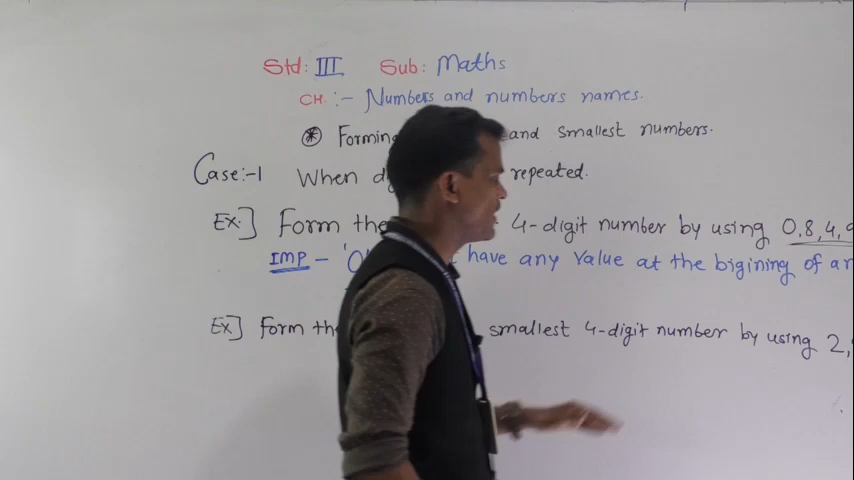 Std: III Sub: Maths
CH. :- Numbers and numbers names.
Forming and smallest numbers.
Case:-1 When repeated.
Ex] Form the 4-digit number by using 0,8,4,
IMP - '0' have any value at the bigining of
Ex] Form the smallest 4-digit number by using 2,